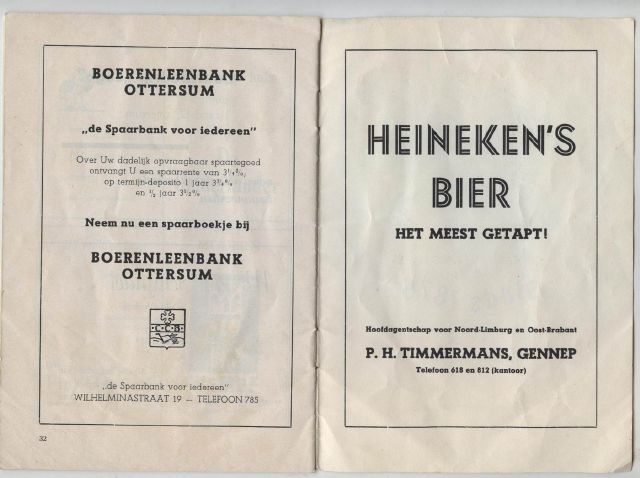 BOERENLEENBANK
OTTERSUM
„de Spaarbank voor iedereen”
Over Uw dadelijk opvraagbaar spaartegoed
ontvangt U een spaarrente van 3¹/₄%,
op termijn-deposito 1 jaar 3³/₄%
en ½ jaar 3½%
Neem nu een spaarboekje bij
BOERENLEENBANK
OTTERSUM
C.C.B.
„de Spaarbank voor iedereen”
WILHELMINASTRAAT 19 — TELEFOON 785
32
HEINEKEN'S
BIER
HET MEEST GETAPT!
Hoofdagentschap voor Noord-Limburg en Oost-Brabant
P. H. TIMMERMANS, GENNEP
Telefoon 618 en 812 (kantoor)